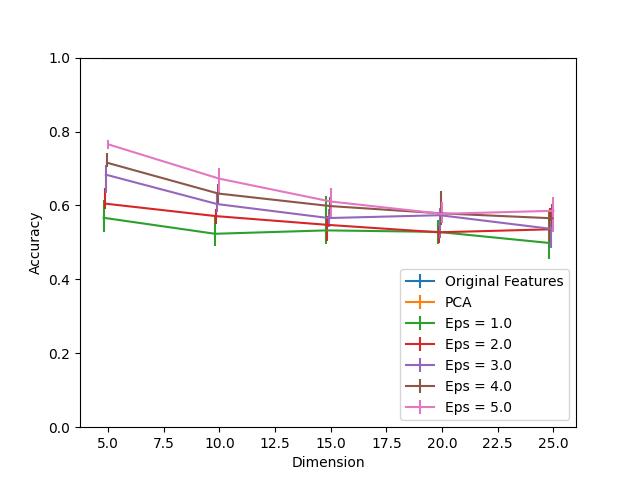 1.0
0.8
0.6
0.4
0.2
0.0
Accuracy
Original Features
PCA
Eps = 1.0
Eps = 2.0
Eps = 3.0
Eps = 4.0
Eps = 5.0
5.0 7.5 10.0 12.5 15.0 17.5 20.0 22.5 25.0
Dimension